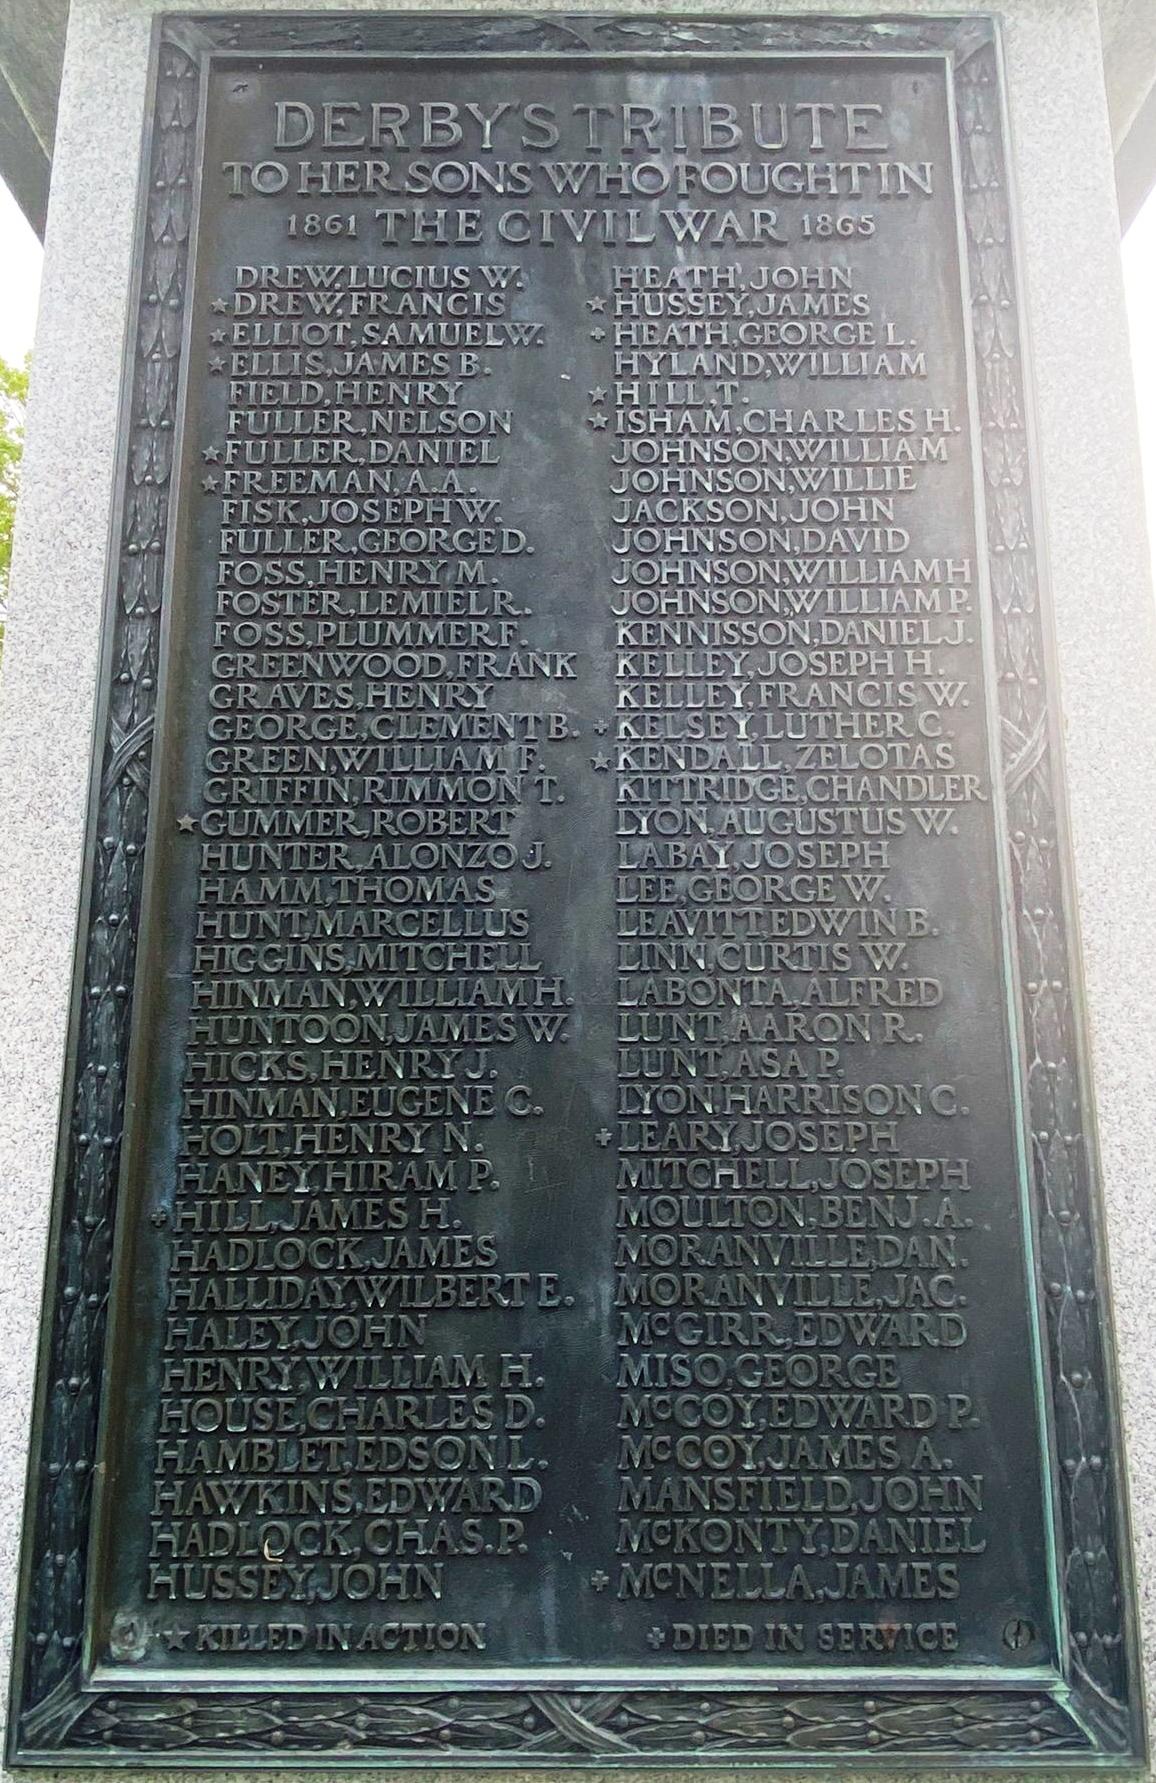 DERBY'S TRIBUTE
TO HER SONS WHO FOUGHT IN
1861 THE CIVIL WAR 1865
DREW, LUCIUS W.
★DREW, FRANCIS
★ELLIOT, SAMUEL W.
★ELLIS, JAMES B.
FIELD, HENRY
FULLER, NELSON
★FULLER, DANIEL
★FREEMAN, A.A.
FISK, JOSEPH W.
FULLER, GEORGE D.
FOSS, HENRY M.
FOSTER, LEMIEL R.
FOSS, PLUMMER F.
GREENWOOD, FRANK
GRAVES, HENRY
GEORGE, CLEMENT B.
GREEN, WILLIAM F.
GRIFFIN, RIMMON T.
★GUMMER, ROBERT
HUNTER, ALONZO J.
HAMM, THOMAS
HUNT, MARCELLUS
HIGGINS, MITCHELL
HINMAN, WILLIAM H.
HUNTOON, JAMES W.
HICKS, HENRY J.
HINMAN, EUGENE C.
HOLT, HENRY N.
HANEY, HIRAM P.
✢HILL, JAMES H.
HADLOCK, JAMES
HALLIDAY, WILBERT E.
HALEY, JOHN
HENRY, WILLIAM H.
HOUSE, CHARLES D.
HAMBLET, EDSON L.
HAWKINS, EDWARD
HADLOCK, CHAS. P.
HUSSEY, JOHN
HEATH, JOHN
★HUSSEY, JAMES
✢HEATH, GEORGE L.
HYLAND, WILLIAM
★HILL, T.
★ISHAM, CHARLES H.
JOHNSON, WILLIAM
JOHNSON, WILLIE
JACKSON, JOHN
JOHNSON, DAVID
JOHNSON, WILLIAM H
JOHNSON, WILLIAM P.
KENNISSON, DANIEL J.
KELLEY, JOSEPH H.
KELLEY, FRANCIS W.
✢KELSEY, LUTHER C.
★KENDALL, ZELOTAS
KITTRIDGE, CHANDLER
LYON, AUGUSTUS W.
LABAY, JOSEPH
LEE, GEORGE W.
LEAVITT, EDWIN B.
LINN, CURTIS W.
LABONTA, ALFRED
LUNT, AARON R.
LUNT, ASA P.
LYON, HARRISON C.
✢LEARY, JOSEPH
MITCHELL, JOSEPH
MOULTON, BENJ. A.
MORANVILLE, DAN.
MORANVILLE, JAC.
McGIRR, EDWARD
MISO, GEORGE
McCOY, EDWARD P.
McCOY, JAMES A.
MANSFIELD, JOHN
McKONTY, DANIEL
✢McNELLA, JAMES
★KILLED IN ACTION
✢DIED IN SERVICE